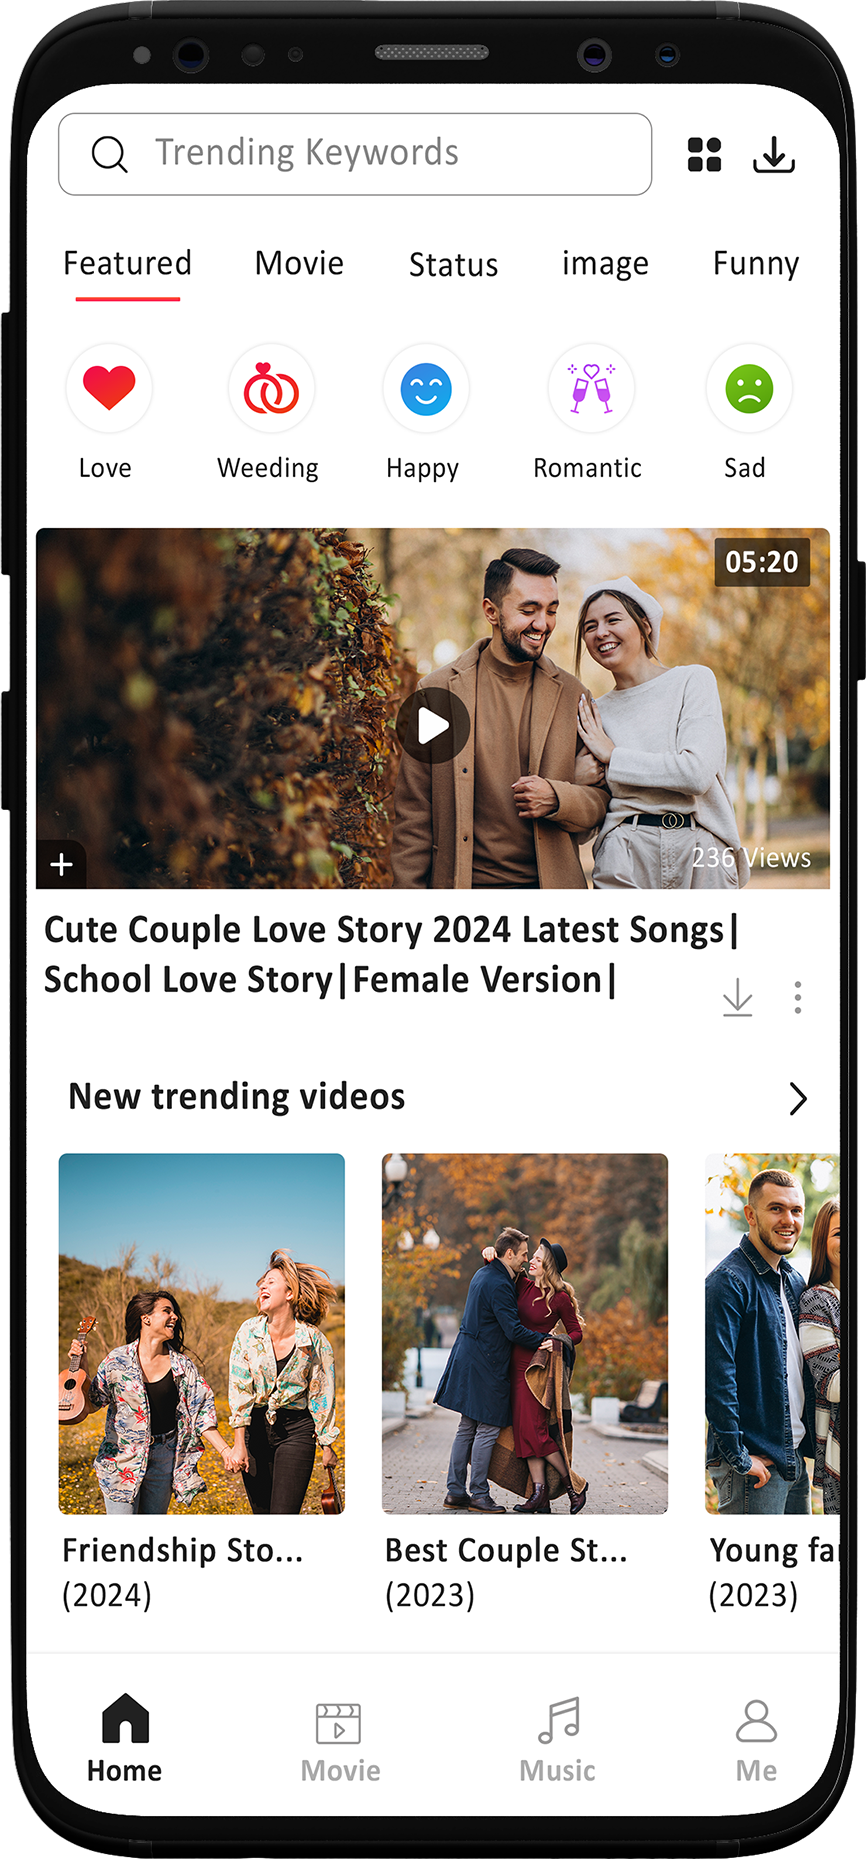 Trending Keywords
Featured Movie Status image Funny
Love Weeding Happy Romantic Sad
05:20
236 Views
Cute Couple Love Story 2024 Latest Songs|
School Love Story|Female Version|
New trending videos
Friendship Sto... Best Couple St... Young
(2024) (2023) (2023)
Home Movie Music Me